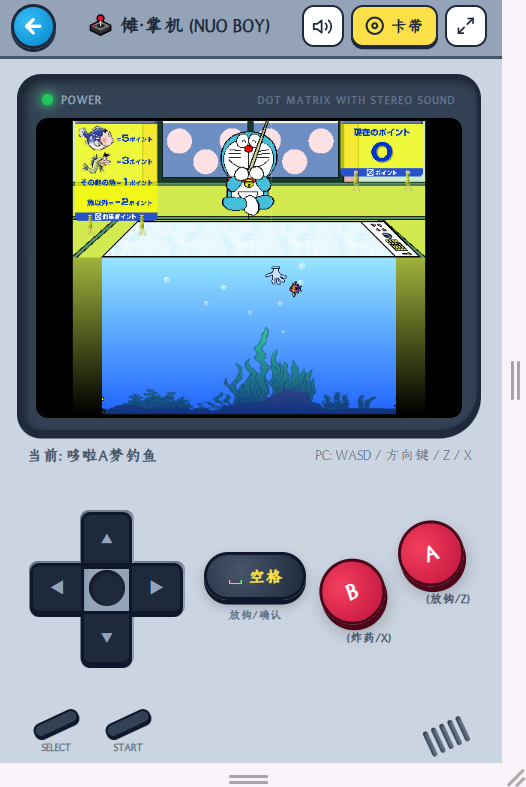 傩·掌机 (NUO BOY)
卡带
POWER
DOT MATRIX WITH STEREO SOUND
=5ポイント
=3ポイント
その他の魚=1ポイント
魚以外=-2ポイント
現在のポイント
0
ポイント
当前: 哆啦A梦钓鱼
PC: WASD / 方向键 / Z / X
空格
放钩/确认
A
(放钩/Z)
B
(炸药/X)
SELECT
START